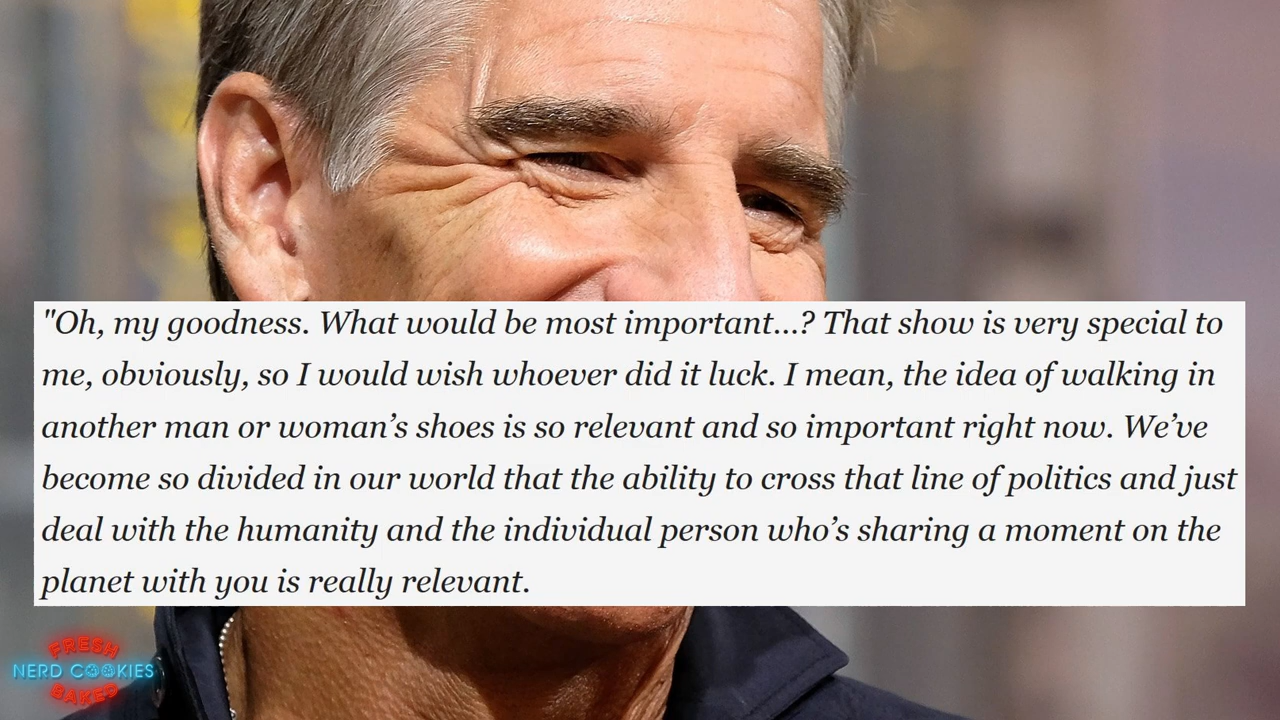 "Oh, my goodness. What would be most important...? That show is very special to
me, obviously, so I would wish whoever did it luck. I mean, the idea of walking in
another man or woman’s shoes is so relevant and so important right now. We’ve
become so divided in our world that the ability to cross that line of politics and just
deal with the humanity and the individual person who’s sharing a moment on the
planet with you is really relevant.
FRESH
NERD COOKIES
BAKED